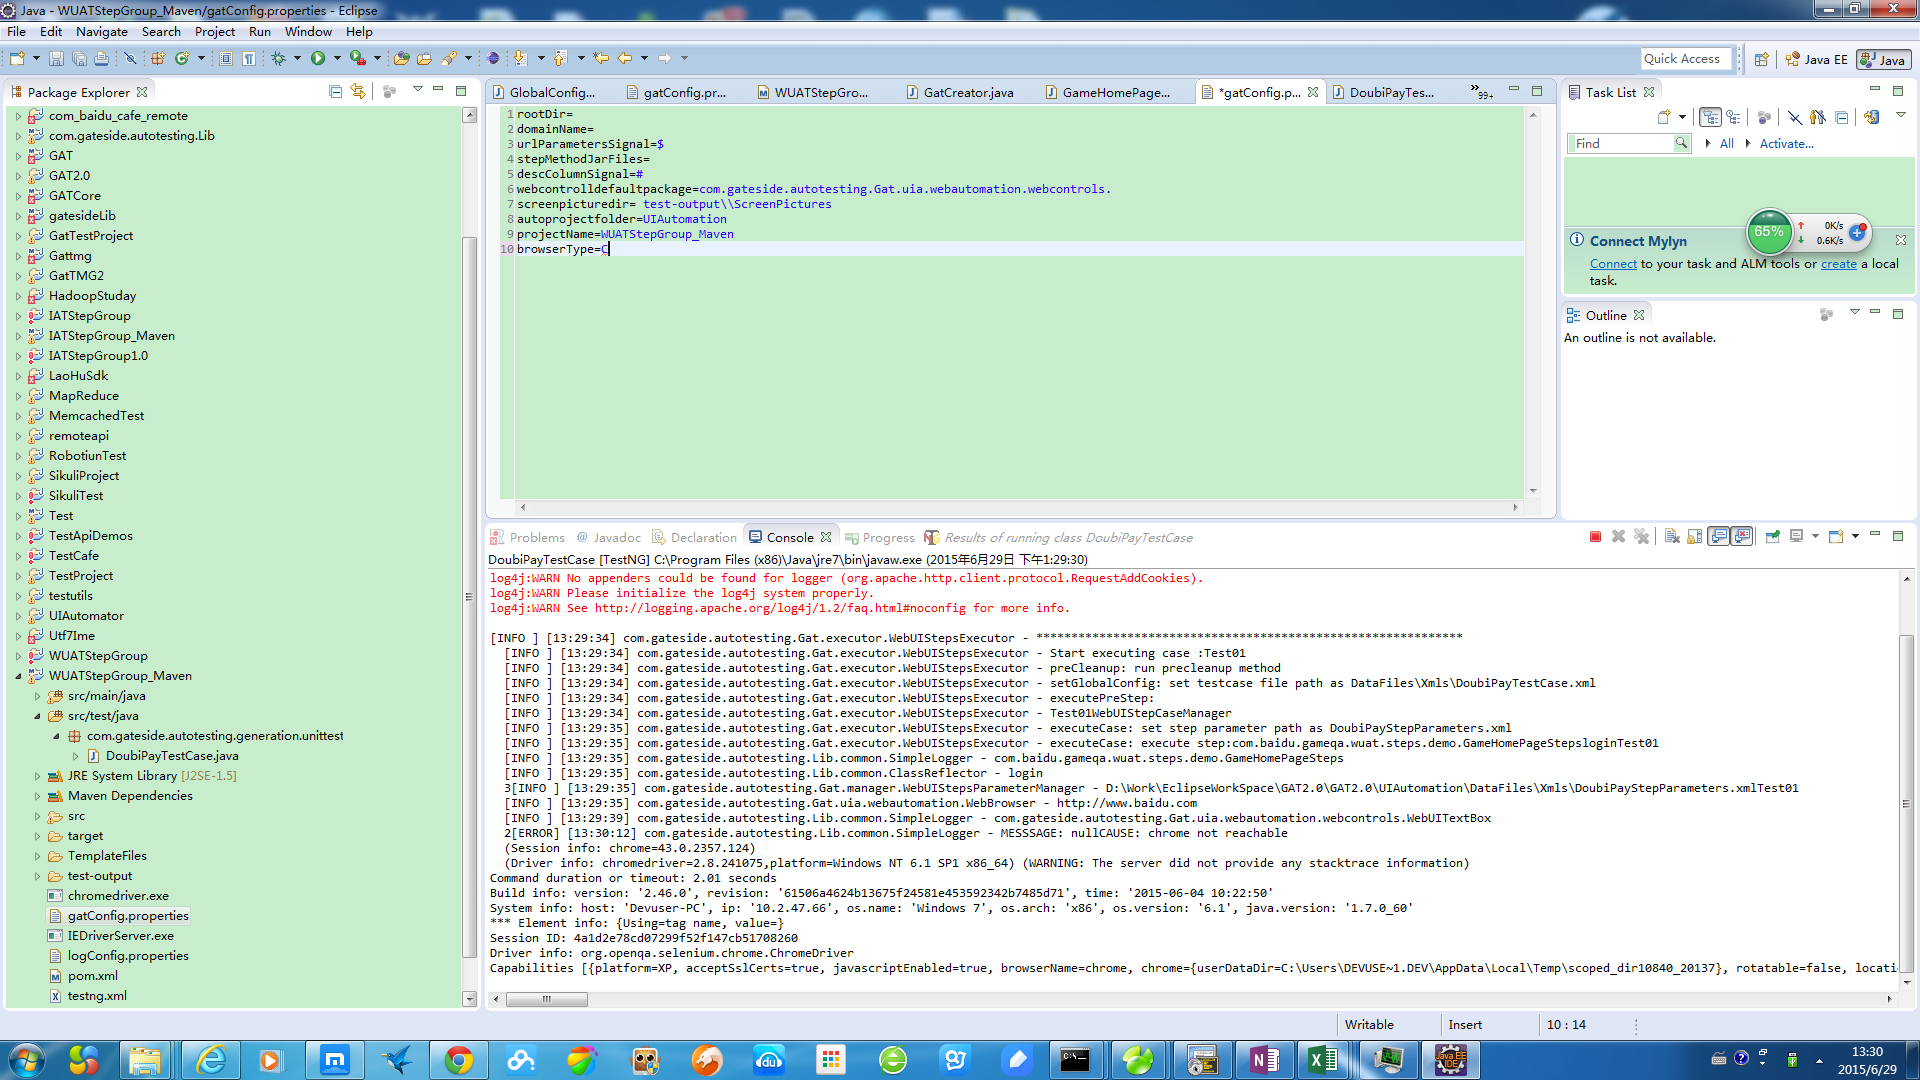 Java - WUATStepGroup_Maven/gatConfig.properties - Eclipse
File Edit Navigate Search Project Run Window Help
Quick Access
Java EE
Java
Package Explorer
com_baidu_cafe_remote
com.gateside.autotesting.Lib
GAT
GAT2.0
GATCore
gatesideLib
GatTestProject
Gattmg
GatTMG2
HadoopStuday
IATStepGroup
IATStepGroup_Maven
IATStepGroup1.0
LaoHuSdk
MapReduce
MemcachedTest
remoteapi
RobotiunTest
SikuliProject
SikuliTest
Test
TestApiDemos
TestCafe
TestProject
testutils
UIAutomator
Utf7Ime
WUATStepGroup
WUATStepGroup_Maven
src/main/java
src/test/java
com.gateside.autotesting.generation.unittest
DoubiPayTestCase.java
JRE System Library [J2SE-1.5]
Maven Dependencies
src
target
TemplateFiles
test-output
chromedriver.exe
gatConfig.properties
IEDriverServer.exe
logConfig.properties
pom.xml
testng.xml
GlobalConfig... gatConfig.pr... WUATStepGro... GatCreator.java GameHomePage... *gatConfig.p... DoubiPayTes... »99+
1 rootDir=
2 domainName=
3 urlParametersSignal=$
4 stepMethodJarFiles=
5 descColumnSignal=#
6 webcontrolldefaultpackage=com.gateside.autotesting.Gat.uia.webautomation.webcontrols.
7 screenpicturedir= test-output\\ScreenPictures
8 autoprojectfolder=UIAutomation
9 projectName=WUATStepGroup_Maven
10 browserType=C
Task List
Find
All
Activate...
65%
0K/s
0.6K/s
Connect Mylyn
Connect to your task and ALM tools or create a local
task.
Outline
An outline is not available.
Problems @ Javadoc Declaration Console Progress Results of running class DoubiPayTestCase
DoubiPayTestCase [TestNG] C:\Program Files (x86)\Java\jre7\bin\javaw.exe (2015年6月29日 下午1:29:30)
log4j:WARN No appenders could be found for logger (org.apache.http.client.protocol.RequestAddCookies).
log4j:WARN Please initialize the log4j system properly.
log4j:WARN See http://logging.apache.org/log4j/1.2/faq.html#noconfig for more info.
[INFO ] [13:29:34] com.gateside.autotesting.Gat.executor.WebUIStepsExecutor - *************************************************************
[INFO ] [13:29:34] com.gateside.autotesting.Gat.executor.WebUIStepsExecutor - Start executing case :Test01
[INFO ] [13:29:34] com.gateside.autotesting.Gat.executor.WebUIStepsExecutor - preCleanup: run precleanup method
[INFO ] [13:29:34] com.gateside.autotesting.Gat.executor.WebUIStepsExecutor - setGlobalConfig: set testcase file path as DataFiles\Xmls\DoubiPayTestCase.xml
[INFO ] [13:29:34] com.gateside.autotesting.Gat.executor.WebUIStepsExecutor - executePreStep:
[INFO ] [13:29:34] com.gateside.autotesting.Gat.executor.WebUIStepsExecutor - Test01WebUIStepCaseManager
[INFO ] [13:29:35] com.gateside.autotesting.Gat.executor.WebUIStepsExecutor - executeCase: set step parameter path as DoubiPayStepParameters.xml
[INFO ] [13:29:35] com.gateside.autotesting.Gat.executor.WebUIStepsExecutor - executeCase: execute step:com.baidu.gameqa.wuat.steps.demo.GameHomePageStepsloginTest01
[INFO ] [13:29:35] com.gateside.autotesting.Lib.common.SimpleLogger - com.baidu.gameqa.wuat.steps.demo.GameHomePageSteps
[INFO ] [13:29:35] com.gateside.autotesting.Lib.common.ClassReflector - login
3[INFO ] [13:29:35] com.gateside.autotesting.Gat.manager.WebUIStepsParameterManager - D:\Work\EclipseWorkSpace\GAT2.0\GAT2.0\UIAutomation\DataFiles\Xmls\DoubiPayStepParameters.xmlTest01
[INFO ] [13:29:35] com.gateside.autotesting.Gat.uia.webautomation.WebBrowser - http://www.baidu.com
[INFO ] [13:29:39] com.gateside.autotesting.Lib.common.SimpleLogger - com.gateside.autotesting.Gat.uia.webautomation.webcontrols.WebUITextBox
2[ERROR] [13:30:12] com.gateside.autotesting.Lib.common.SimpleLogger - MESSSAGE: nullCAUSE: chrome not reachable
(Session info: chrome=43.0.2357.124)
(Driver info: chromedriver=2.8.241075,platform=Windows NT 6.1 SP1 x86_64) (WARNING: The server did not provide any stacktrace information)
Command duration or timeout: 2.01 seconds
Build info: version: '2.46.0', revision: '61506a4624b13675f24581e453592342b7485d71', time: '2015-06-04 10:22:50'
System info: host: 'Devuser-PC', ip: '10.2.47.66', os.name: 'Windows 7', os.arch: 'x86', os.version: '6.1', java.version: '1.7.0_60'
*** Element info: {Using=tag name, value=}
Session ID: 4a1d2e78cd07299f52f147cb51708260
Driver info: org.openqa.selenium.chrome.ChromeDriver
Capabilities [{platform=XP, acceptSslCerts=true, javascriptEnabled=true, browserName=chrome, chrome={userDataDir=C:\Users\DEVUSE~1.DEV\AppData\Local\Temp\scoped_dir10840_20137}, rotatable=false, locati
Writable
Insert
10 : 14
13:30
2015/6/29